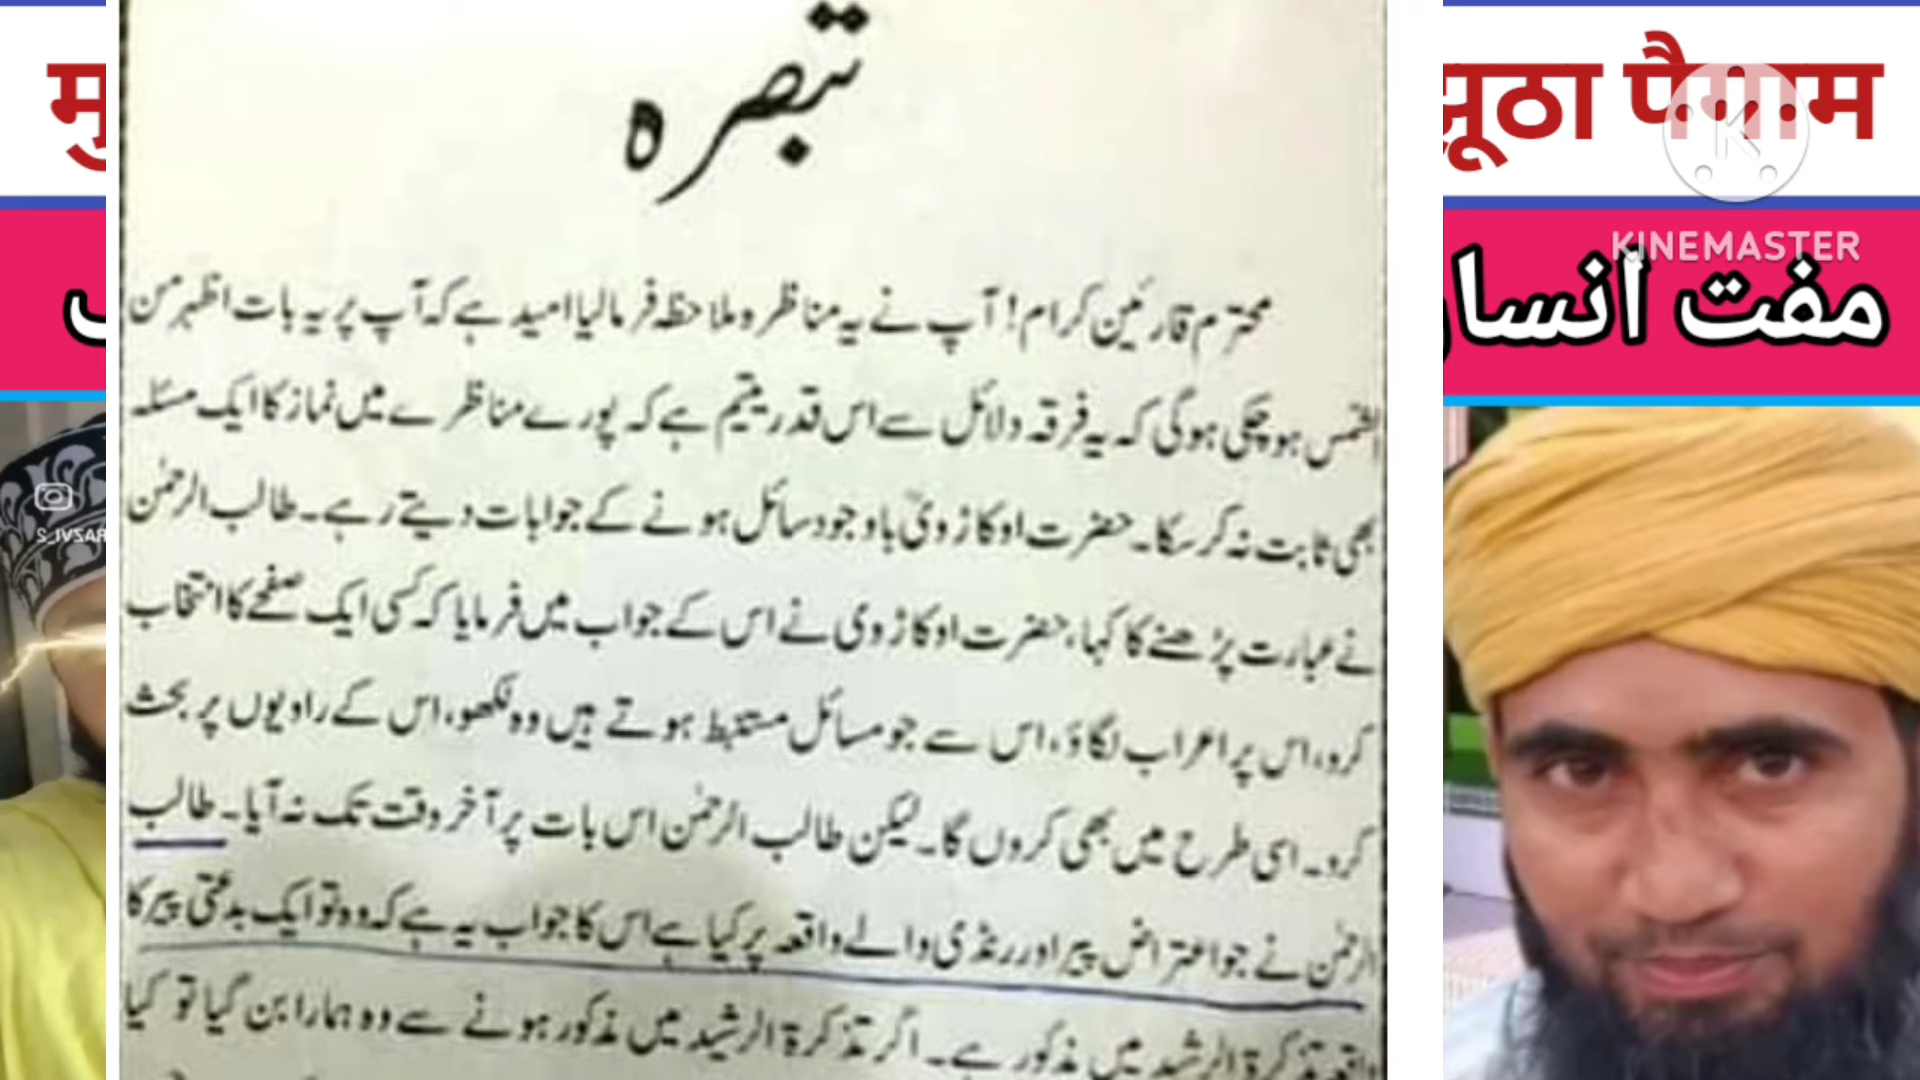 تبصرہ
محترم قارئین کرام! آپ نے یہ مناظرہ ملاحظہ فرمالیا امید ہے کہ آپ پر یہ بات اظہر من
الشمس ہو چکی ہوگی کہ یہ فرقہ دلائل سے اس قدر یتیم ہے کہ پورے مناظرے میں نماز کا ایک مسئلہ
بھی ثابت نہ کر سکا۔ حضرت اوکاڑویؒ باوجود سائل ہونے کے جوابات دیتے رہے۔ طالب الرحمٰن
نے عبارت پڑھنے کا کہا، حضرت اوکاڑوی نے اس کے جواب میں فرمایا کہ کسی ایک صفحے کا انتخاب
کرو، اس پر اعراب لگاؤ، اس سے جو مسائل مستنبط ہوتے ہیں وہ لکھو، اس کے راویوں پر بحث
کرو۔ اسی طرح میں بھی کروں گا۔ لیکن طالب الرحمٰن اس بات پر آخر وقت تک نہ آیا۔ طالب
الرحمٰن نے جو اعتراض پیر اور رنڈی والے واقعہ پر کیا ہے اس کا جواب یہ ہے کہ وہ تو ایک بدعتی پیر کا
واقعہ تذکرۃ الرشید میں مذکور ہے۔ اگر تذکرۃ الرشید میں مذکور ہونے سے وہ ہمارا بن گیا تو کیا
मु
झूठा पैगाम
KINEMASTER
مفت انسا
S_IVSAR